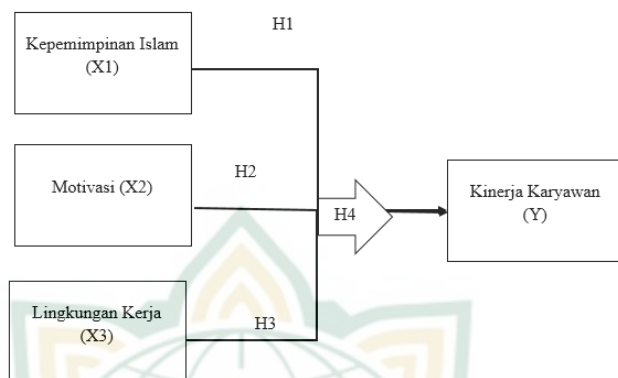 H1
Kepemimpinan Islam
(X1)
H2
Motivasi (X2)
H4
Kinerja Karyawan
(Y)
Lingkungan Kerja
(X3)
H3